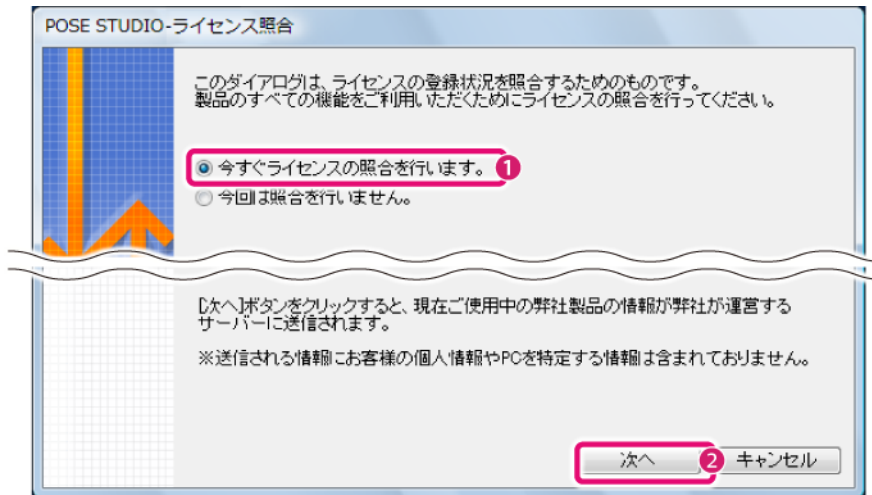 POSE STUDIO-ライセンス照合
このダイアログは、ライセンスの登録状況を照合するためのものです。
製品のすべての機能をご利用いただくためにライセンスの照合を行ってください。
今すぐライセンスの照合を行います。 1
今回は照合を行いません。
[次へ]ボタンをクリックすると、現在ご使用中の弊社製品の情報が弊社が運営する
サーバーに送信されます。
※送信される情報にお客様の個人情報やPCを特定する情報は含まれておりません。
次へ 2 キャンセル